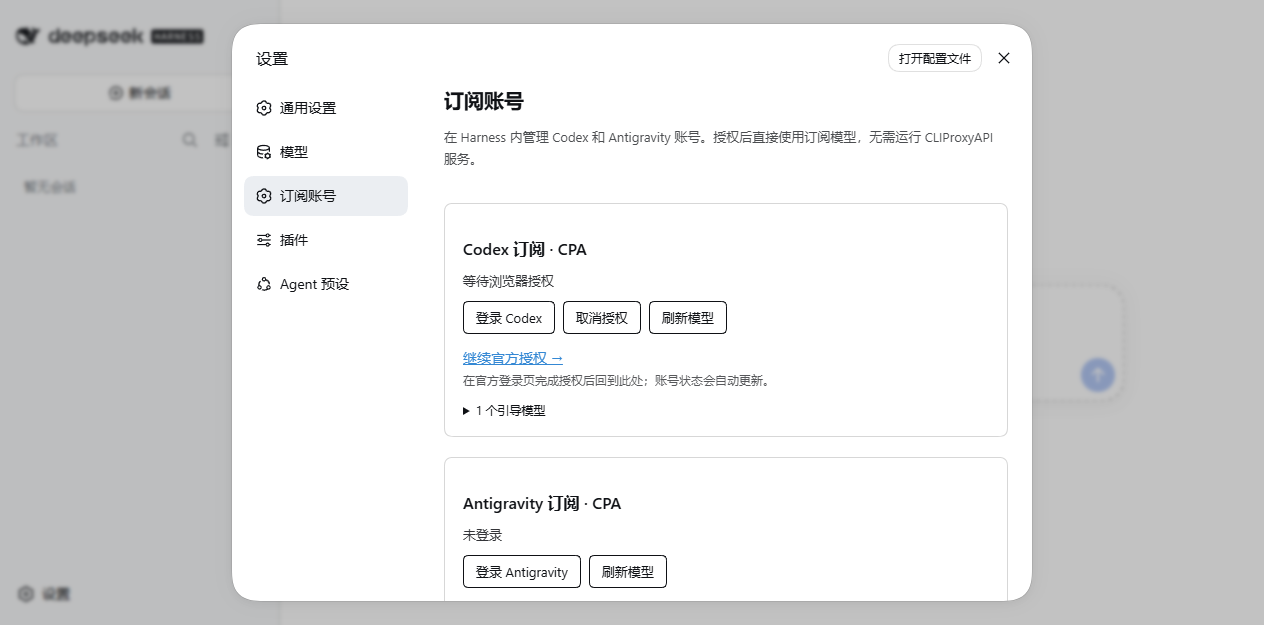 deepseek HARNESS
新会话
工作区
暂无会话
设置
设置
打开配置文件
通用设置
模型
订阅账号
插件
Agent 预设
订阅账号
在 Harness 内管理 Codex 和 Antigravity 账号。授权后直接使用订阅模型，无需运行 CLIProxyAPI
服务。
Codex 订阅 · CPA
等待浏览器授权
登录 Codex
取消授权
刷新模型
继续官方授权 →
在官方登录页完成授权后回到此处；账号状态会自动更新。
1 个引导模型
Antigravity 订阅 · CPA
未登录
登录 Antigravity
刷新模型